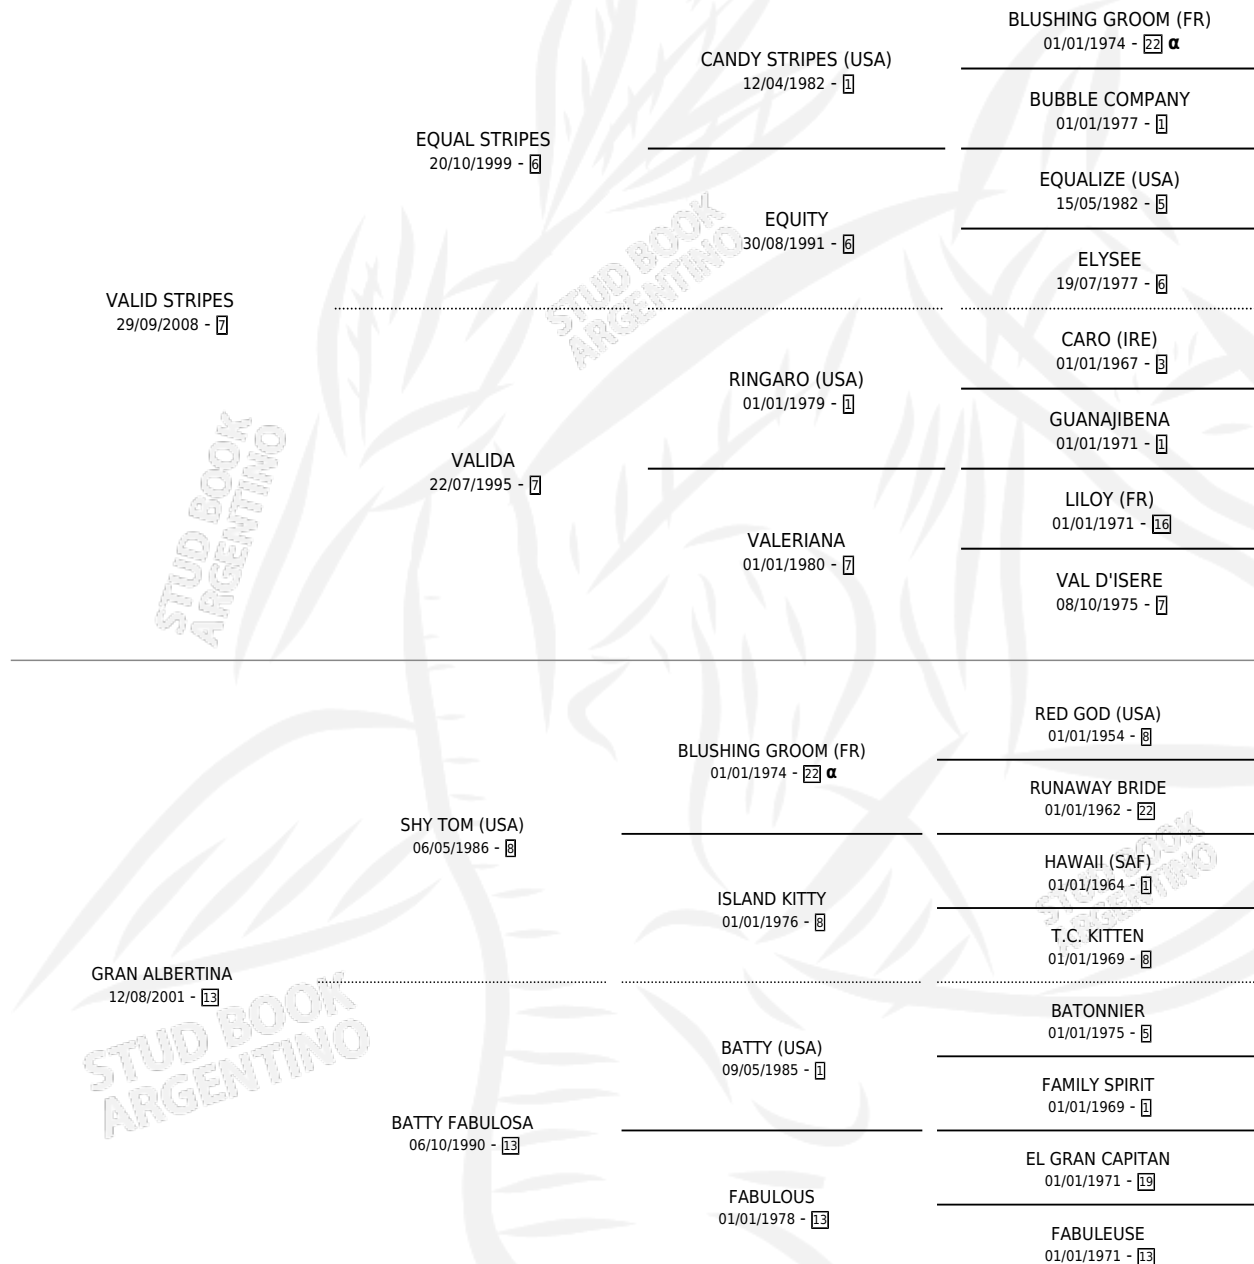 BLUSHING GROOM (FR)
01/01/1974 - 22 α
CANDY STRIPES (USA)
12/04/1982 - 1
BUBBLE COMPANY
01/01/1977 - 1
EQUAL STRIPES
20/10/1999 - 6
EQUALIZE (USA)
15/05/1982 - 5
EQUITY
30/08/1991 - 6
ELYSEE
19/07/1977 - 6
VALID STRIPES
29/09/2008 - 7
CARO (IRE)
01/01/1967 - 3
RINGARO (USA)
01/01/1979 - 1
GUANAJIBENA
01/01/1971 - 1
VALIDA
22/07/1995 - 7
LILOY (FR)
01/01/1971 - 16
VALERIANA
01/01/1980 - 7
VAL D'ISERE
08/10/1975 - 7
RED GOD (USA)
01/01/1954 - 8
BLUSHING GROOM (FR)
01/01/1974 - 22 α
RUNAWAY BRIDE
01/01/1962 - 22
SHY TOM (USA)
06/05/1986 - 8
HAWAII (SAF)
01/01/1964 - 1
ISLAND KITTY
01/01/1976 - 8
T.C. KITTEN
01/01/1969 - 8
GRAN ALBERTINA
12/08/2001 - 13
BATONNIER
01/01/1975 - 5
BATTY (USA)
09/05/1985 - 1
FAMILY SPIRIT
01/01/1969 - 1
BATTY FABULOSA
06/10/1990 - 13
EL GRAN CAPITAN
01/01/1971 - 19
FABULOUS
01/01/1978 - 13
FABULEUSE
01/01/1971 - 13
STUD BOOK
ARGENTINO
STUD BOOK
ARGENTINO
STUD BOOK
ARGENTINO
STUD BOOK
ARGENTINO